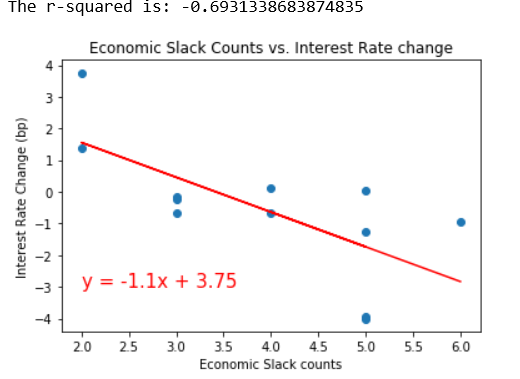 The r-squared is: -0.6931338683874835
Economic Slack Counts vs. Interest Rate change
Interest Rate Change (bp)
4
3
2
1
0
−1
−2
−3
−4
y = -1.1x + 3.75
2.0 2.5 3.0 3.5 4.0 4.5 5.0 5.5 6.0
Economic Slack counts